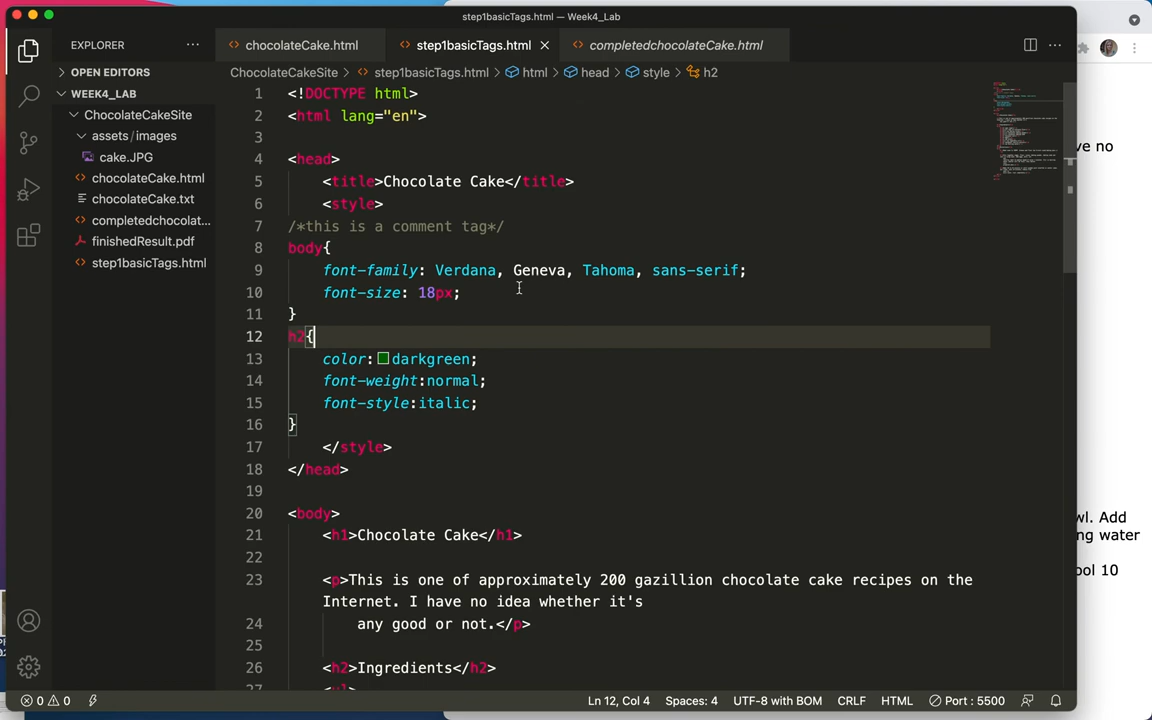 step1basicTags.html — Week4_Lab
EXPLORER
chocolateCake.html
step1basicTags.html
completedchocolateCake.html
OPEN EDITORS
WEEK4_LAB
ChocolateCakeSite
assets/images
cake.JPG
chocolateCake.html
chocolateCake.txt
completedchocolat...
finishedResult.pdf
step1basicTags.html
ChocolateCakeSite > step1basicTags.html > html > head > style > h2
1 <!DOCTYPE html>
2 <html lang="en">
3
4 <head>
5 <title>Chocolate Cake</title>
6 <style>
7 /*this is a comment tag*/
8 body{
9 font-family: Verdana, Geneva, Tahoma, sans-serif;
10 font-size: 18px;
11 }
12 h2{
13 color: darkgreen;
14 font-weight:normal;
15 font-style:italic;
16 }
17 </style>
18 </head>
19
20 <body>
21 <h1>Chocolate Cake</h1>
22
23 <p>This is one of approximately 200 gazillion chocolate cake recipes on the
Internet. I have no idea whether it's
24 any good or not.</p>
25
26 <h2>Ingredients</h2>
27 <ul>
ve no
wl. Add
ng water
ool 10
0 0
Ln 12, Col 4
Spaces: 4
UTF-8 with BOM
CRLF
HTML
Port : 5500